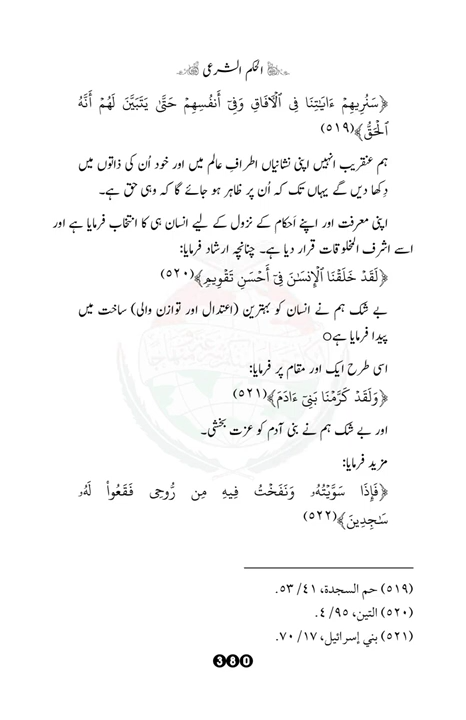 الحكم الشرعی
﴿سَنُرِيهِمۡ ءَايَٰتِنَا فِي ٱلۡأٓفَاقِ وَفِيٓ أَنفُسِهِمۡ حَتَّىٰ يَتَبَيَّنَ لَهُمۡ أَنَّهُ
ٱلۡحَقُّ﴾(٥١٩)
ہم عنقریب انہیں اپنی نشانیاں اطرافِ عالم میں اور خود اُن کی ذاتوں میں
دِکھا دیں گے یہاں تک کہ اُن پر ظاہر ہو جائے گا کہ وہی حق ہے۔
اپنی معرفت اور اپنے اَحکام کے نزول کے لیے انسان ہی کا انتخاب فرمایا ہے اور
اسے اشرف المخلوقات قرار دیا ہے۔ چنانچہ ارشاد فرمایا:
﴿لَقَدۡ خَلَقۡنَا ٱلۡإِنسَٰنَ فِيٓ أَحۡسَنِ تَقۡوِيمٖ﴾(٥٢٠)
بے شک ہم نے انسان کو بہترین (اعتدال اور توازن والی) ساخت میں
پیدا فرمایا ہے○
اسی طرح ایک اور مقام پر فرمایا:
﴿وَلَقَدۡ كَرَّمۡنَا بَنِيٓ ءَادَمَ﴾(٥٢١)
اور بے شک ہم نے بنی آدم کو عزت بخشی۔
مزید فرمایا:
﴿فَإِذَا سَوَّيۡتُهُۥ وَنَفَخۡتُ فِيهِ مِن رُّوحِي فَقَعُواْ لَهُۥ
سَٰجِدِينَ﴾(٥٢٢)
(٥١٩) حم السجدة، ٤١/ ٥٣.
(٥٢٠) التين، ٩٥/ ٤.
(٥٢١) بني إسرائيل، ١٧/ ٧٠.
380